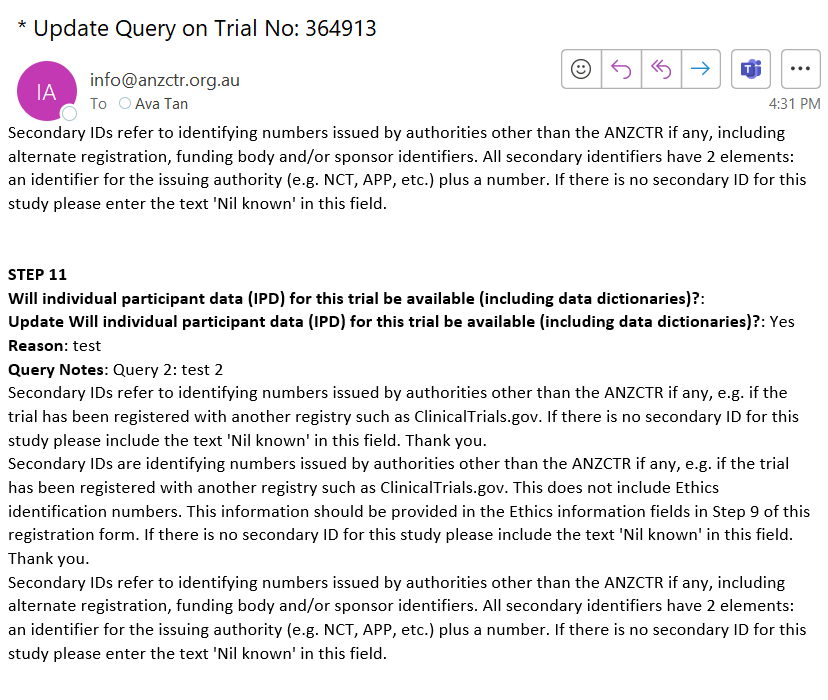 * Update Query on Trial No: 364913
IA
info@anzctr.org.au
To Ava Tan
4:31 PM
Secondary IDs refer to identifying numbers issued by authorities other than the ANZCTR if any, including
alternate registration, funding body and/or sponsor identifiers. All secondary identifiers have 2 elements:
an identifier for the issuing authority (e.g. NCT, APP, etc.) plus a number. If there is no secondary ID for this
study please enter the text 'Nil known' in this field.
STEP 11
Will individual participant data (IPD) for this trial be available (including data dictionaries)?:
Update Will individual participant data (IPD) for this trial be available (including data dictionaries)?: Yes
Reason: test
Query Notes: Query 2: test 2
Secondary IDs refer to identifying numbers issued by authorities other than the ANZCTR if any, e.g. if the
trial has been registered with another registry such as ClinicalTrials.gov. If there is no secondary ID for this
study please include the text 'Nil known' in this field. Thank you.
Secondary IDs are identifying numbers issued by authorities other than the ANZCTR if any, e.g. if the trial
has been registered with another registry such as ClinicalTrials.gov. This does not include Ethics
identification numbers. This information should be provided in the Ethics information fields in Step 9 of this
registration form. If there is no secondary ID for this study please include the text 'Nil known' in this field.
Thank you.
Secondary IDs refer to identifying numbers issued by authorities other than the ANZCTR if any, including
alternate registration, funding body and/or sponsor identifiers. All secondary identifiers have 2 elements:
an identifier for the issuing authority (e.g. NCT, APP, etc.) plus a number. If there is no secondary ID for this
study please enter the text 'Nil known' in this field.